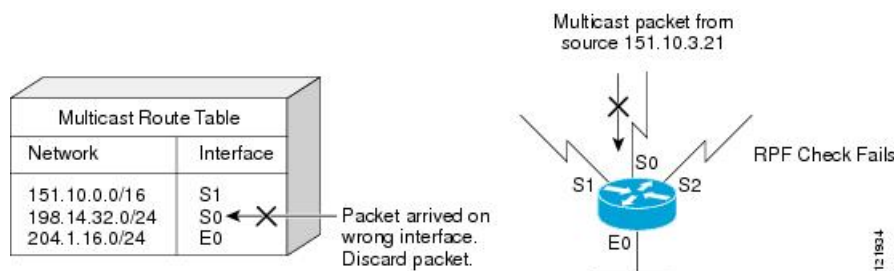 Multicast packet from
source 151.10.3.21
Multicast Route Table
Network Interface
151.10.0.0/16 S1
198.14.32.0/24 S0
204.1.16.0/24 E0
Packet arrived on
wrong interface.
Discard packet.
RPF Check Fails
S0
S1
S2
E0
121934